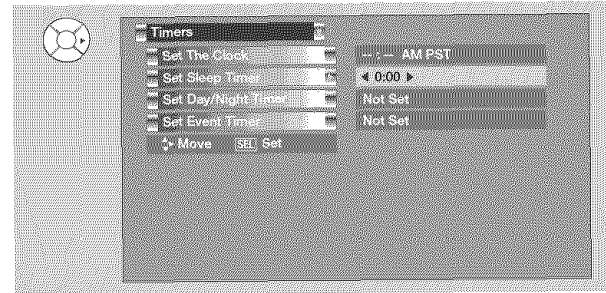 Timers
Set The Clock -- : -- AM PST
Set Sleep Timer ◀ 0:00 ▶
Set Day/Night Timer Not Set
Set Event Timer Not Set
Move SEL Set